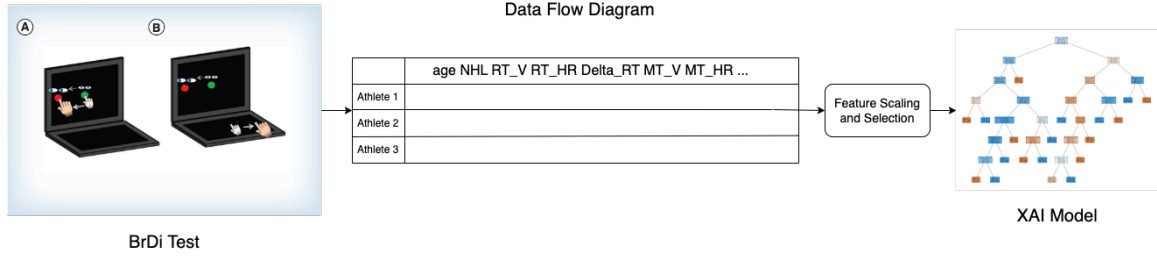 Data Flow Diagram
A
B
age NHL RT_V RT_HR Delta_RT MT_V MT_HR ...
Athlete 1
Athlete 2
Athlete 3
Feature Scaling
and Selection
BrDi Test
XAI Model